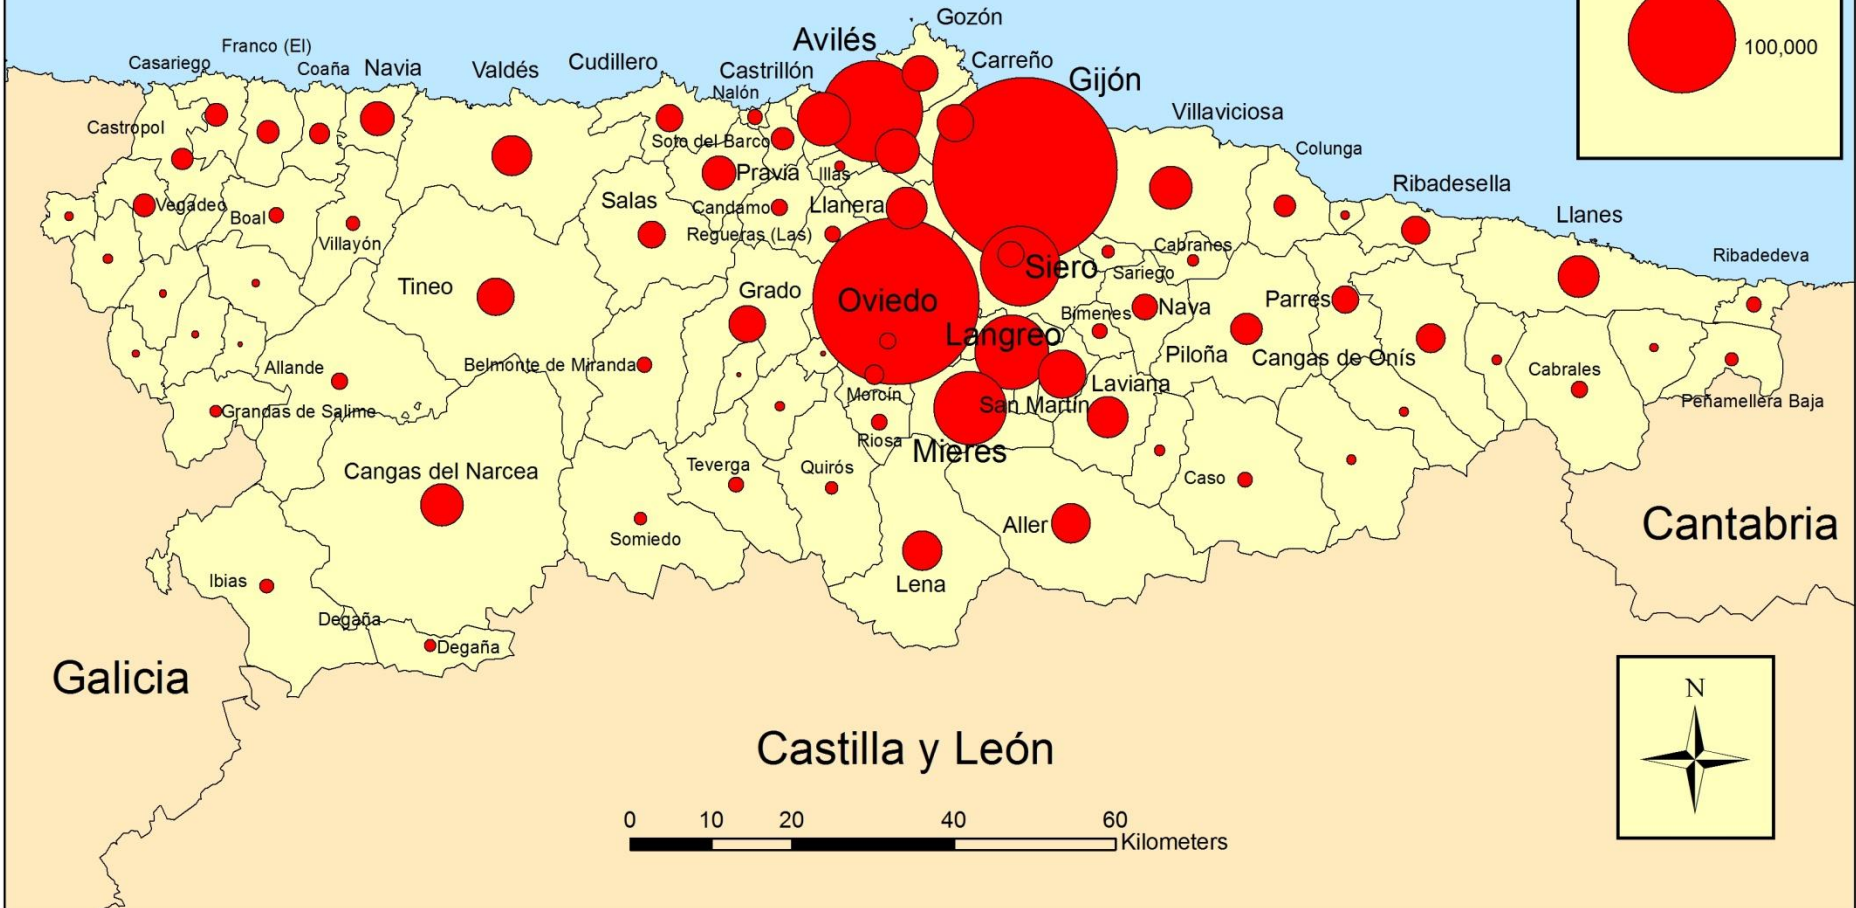 Gozón
Avilés
Franco (El)
Casariego
Coaña
Navia
Valdés
Cudillero
Castrillón
Carreño
Gijón
100,000
Nalón
Villaviciosa
Castropol
Soto del Barco
Colunga
Pravia
Illas
Ribadesella
Vegadeo
Boal
Salas
Candamo
Llanera
Llanes
Villayón
Regueras (Las)
Cabranes
Ribadedeva
Siero
Sariego
Tineo
Grado
Oviedo
Parres
Nava
Bimenes
Langreo
Piloña
Cangas de Onís
Allande
Belmonte de Miranda
Cabrales
Laviana
Morcín
San Martín
Peñamellera Baja
Grandas de Salime
Riosa
Mieres
Cangas del Narcea
Teverga
Quirós
Caso
Aller
Cantabria
Somiedo
Ibias
Lena
Degaña
Degaña
Galicia
N
Castilla y León
0 10 20 40 60
Kilometers